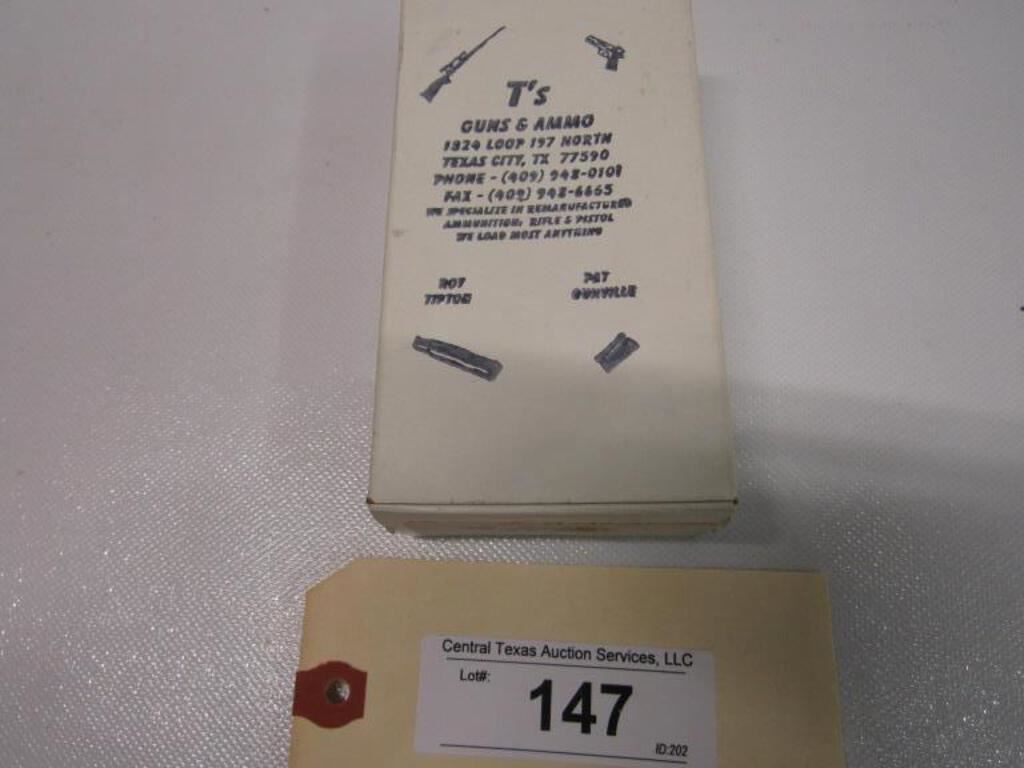 T's
GUNS & AMMO
1324 LOOP 197 NORTH
TEXAS CITY, TX 77590
PHONE - (409) 948-0101
FAX - (409) 948-6665
WE SPECIALIZE IN REMANUFACTURED
AMMUNITION: RIFLE & PISTOL
WE LOAD MOST ANYTHING
ROY
TIPTON
PAT
GUNVILLE
Central Texas Auction Services, LLC
Lot#:
147
ID:202